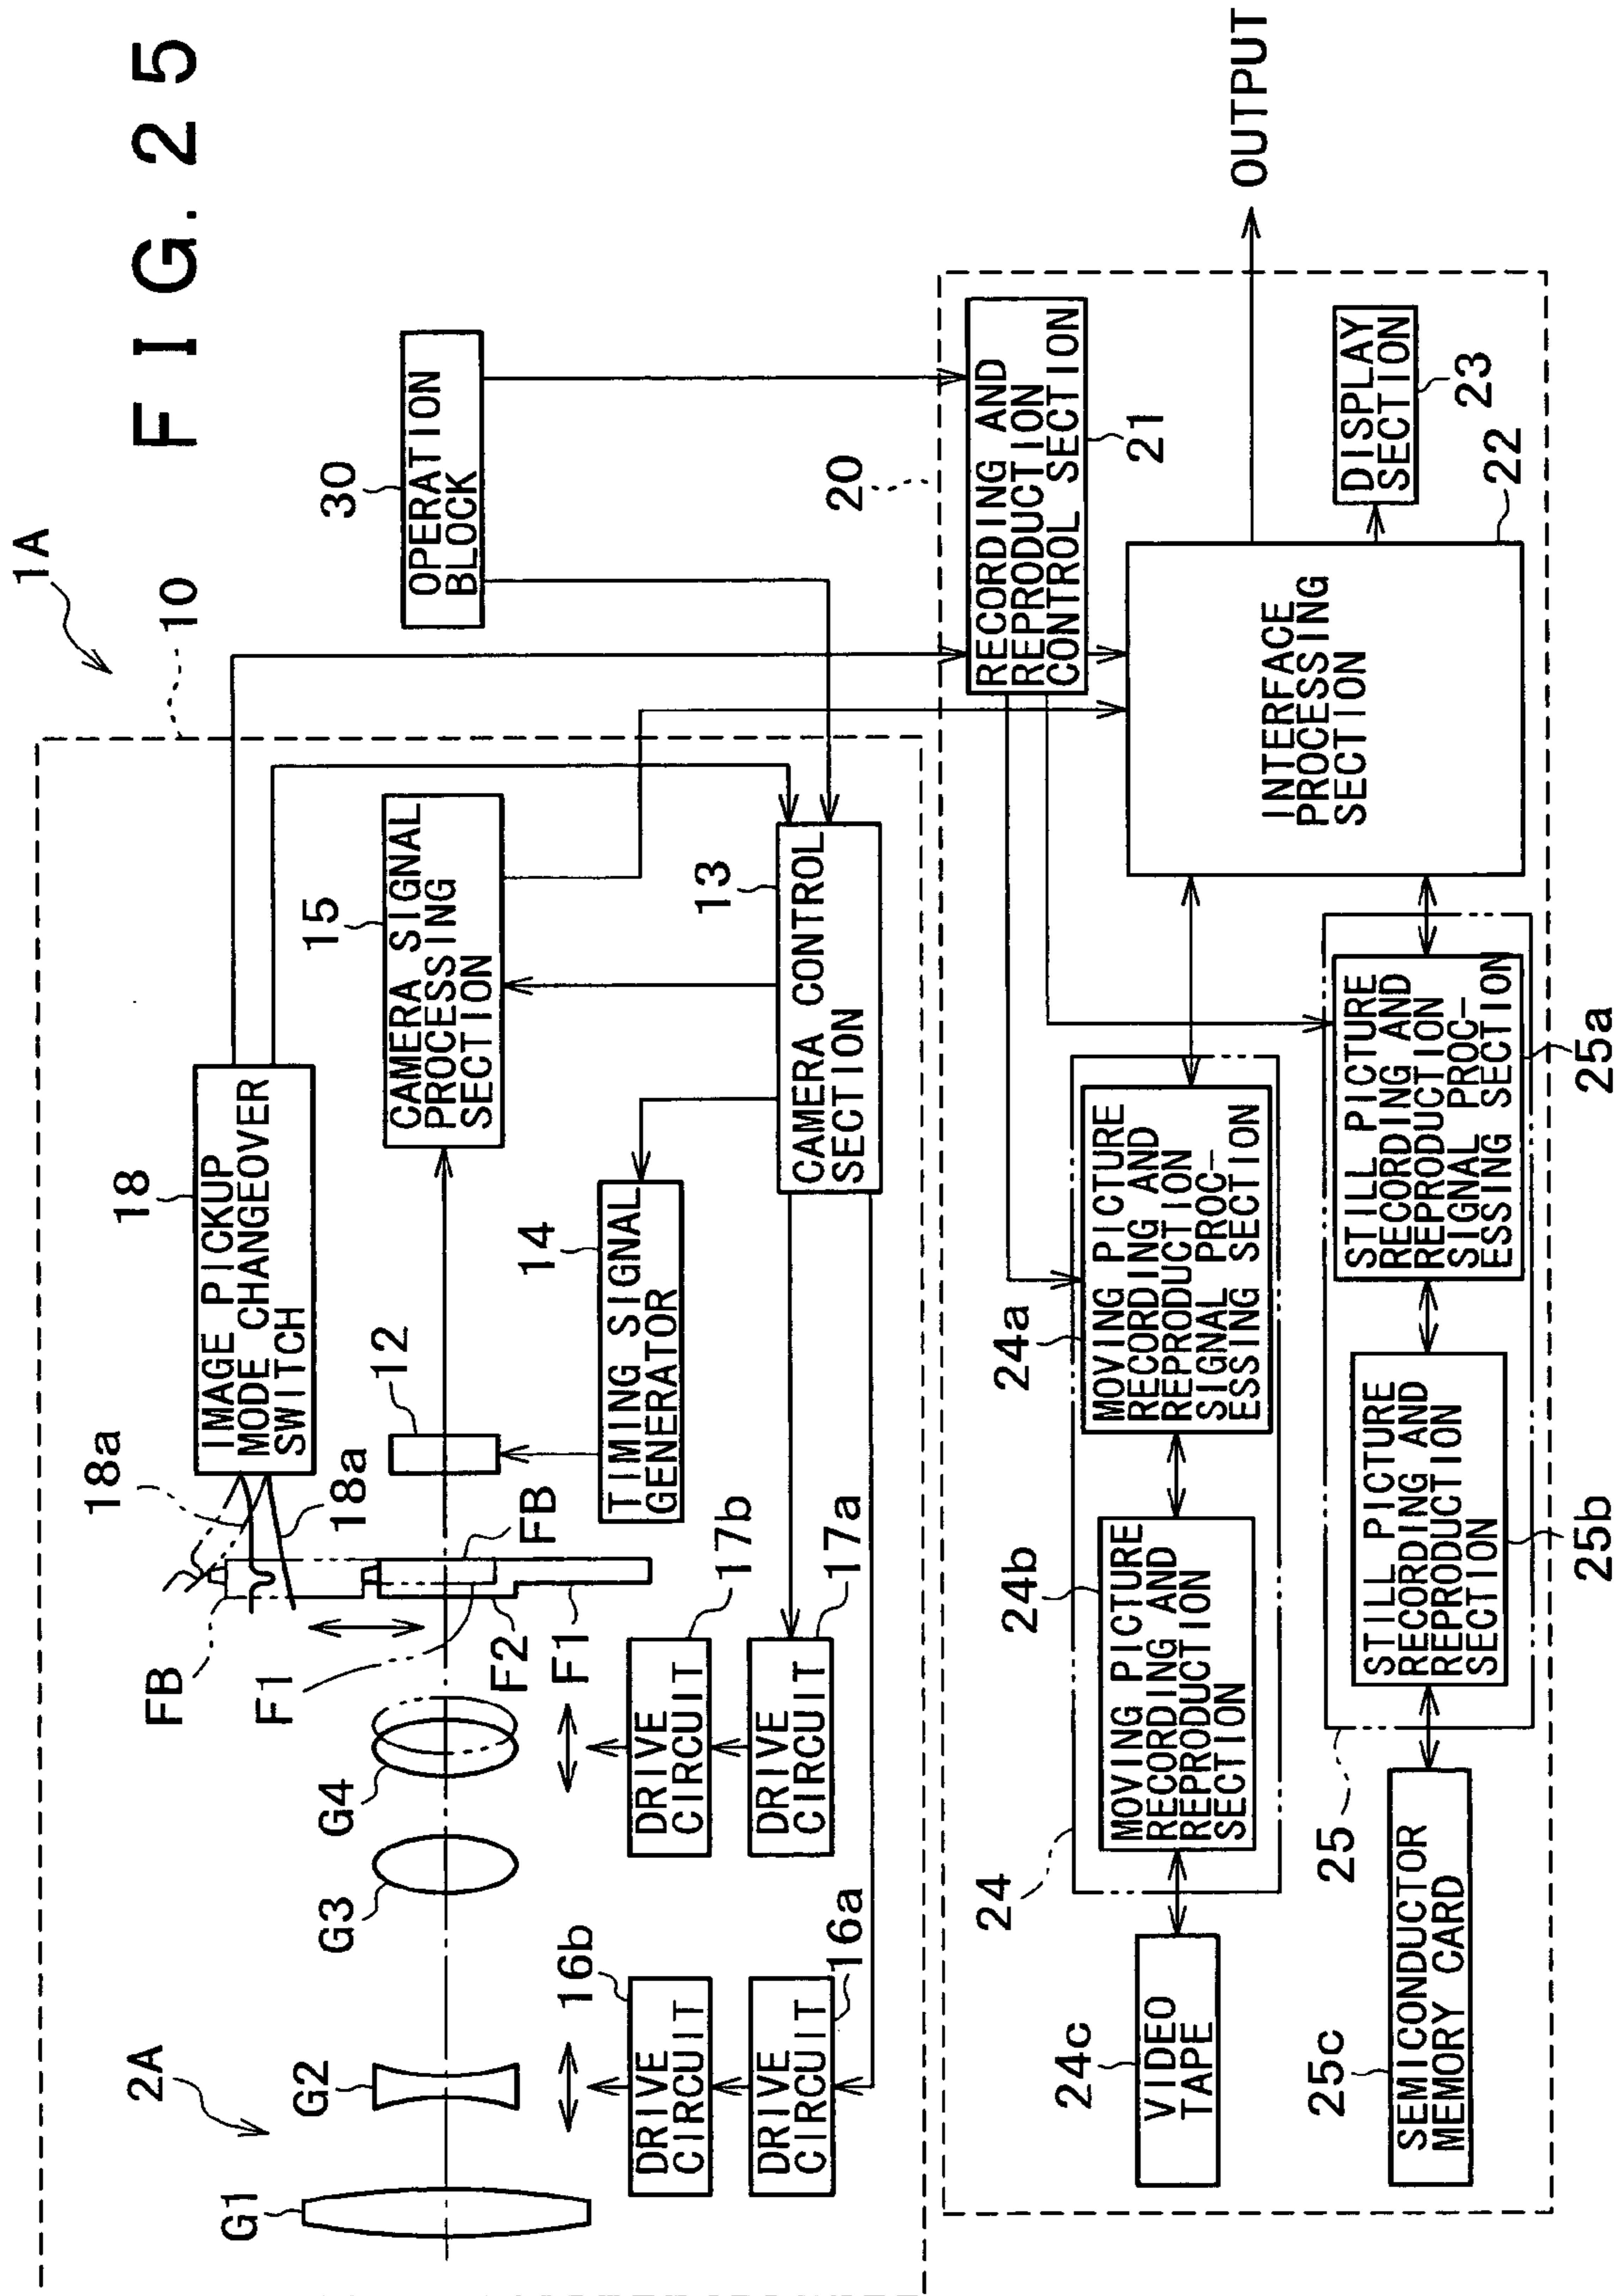 FIG. 25
1A
10
2A
G1
G2
G3
G4
FB
F1
F2
F1
FB
18a
18a
18
IMAGE PICKUP
MODE CHANGEOVER
SWITCH
12
15
CAMERA SIGNAL
PROCESSING
SECTION
14
TIMING SIGNAL
GENERATOR
13
CAMERA CONTROL
SECTION
16b
DRIVE
CIRCUIT
16a
DRIVE
CIRCUIT
17b
DRIVE
CIRCUIT
17a
DRIVE
CIRCUIT
30
OPERATION
BLOCK
20
RECORDING AND
REPRODUCTION
CONTROL SECTION
21
INTERFACE
PROCESSING
SECTION
22
DISPLAY
SECTION
23
OUTPUT
24
24a
MOVING PICTURE
RECORDING AND
REPRODUCTION
SIGNAL PROC-
ESSING SECTION
24b
MOVING PICTURE
RECORDING AND
REPRODUCTION
SECTION
24c
VIDEO
TAPE
25
25a
STILL PICTURE
RECORDING AND
REPRODUCTION
SIGNAL PROC-
ESSING SECTION
25b
STILL PICTURE
RECORDING AND
REPRODUCTION
SECTION
25c
SEMICONDUCTOR
MEMORY CARD